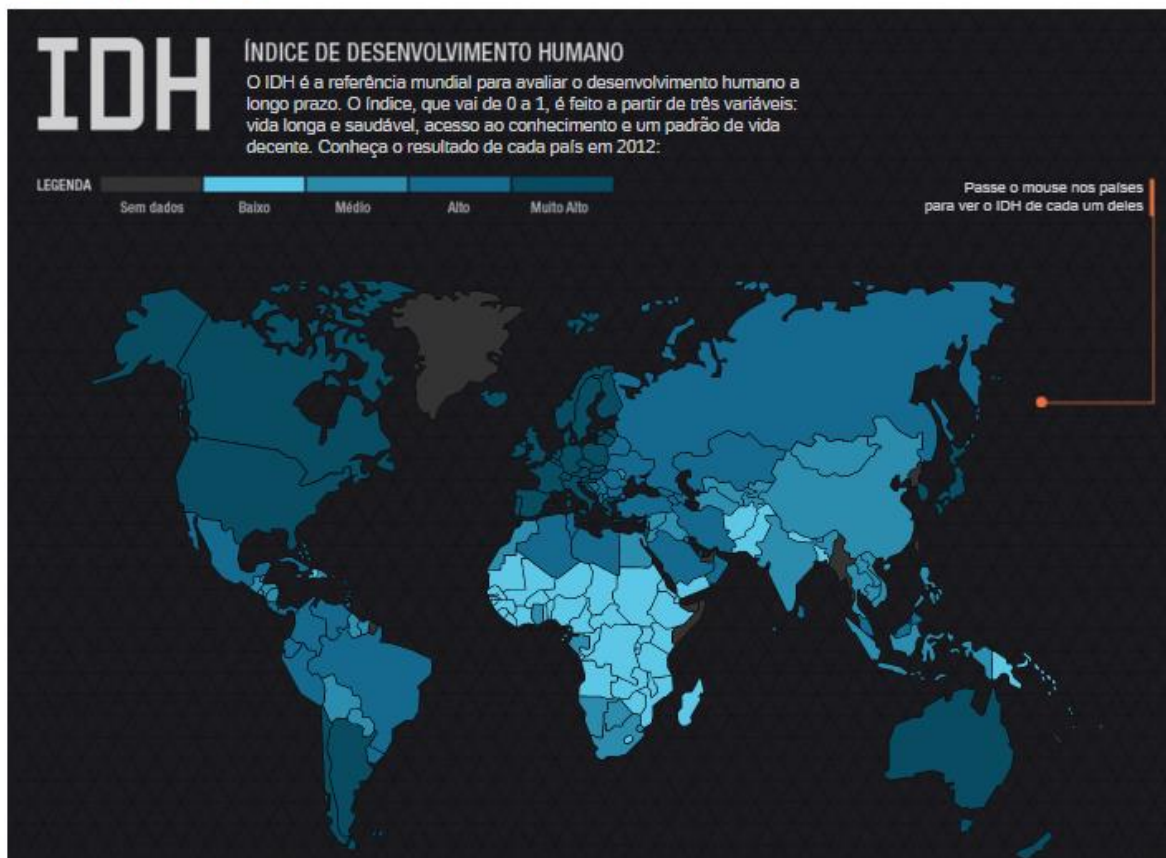 IDH
ÍNDICE DE DESENVOLVIMENTO HUMANO
O IDH é a referência mundial para avaliar o desenvolvimento humano a
longo prazo. O índice, que vai de 0 a 1, é feito a partir de três variáveis:
vida longa e saudável, acesso ao conhecimento e um padrão de vida
decente. Conheça o resultado de cada país em 2012:
LEGENDA
Sem dados Baixo Médio Alto Muito Alto
Passe o mouse nos países
para ver o IDH de cada um deles